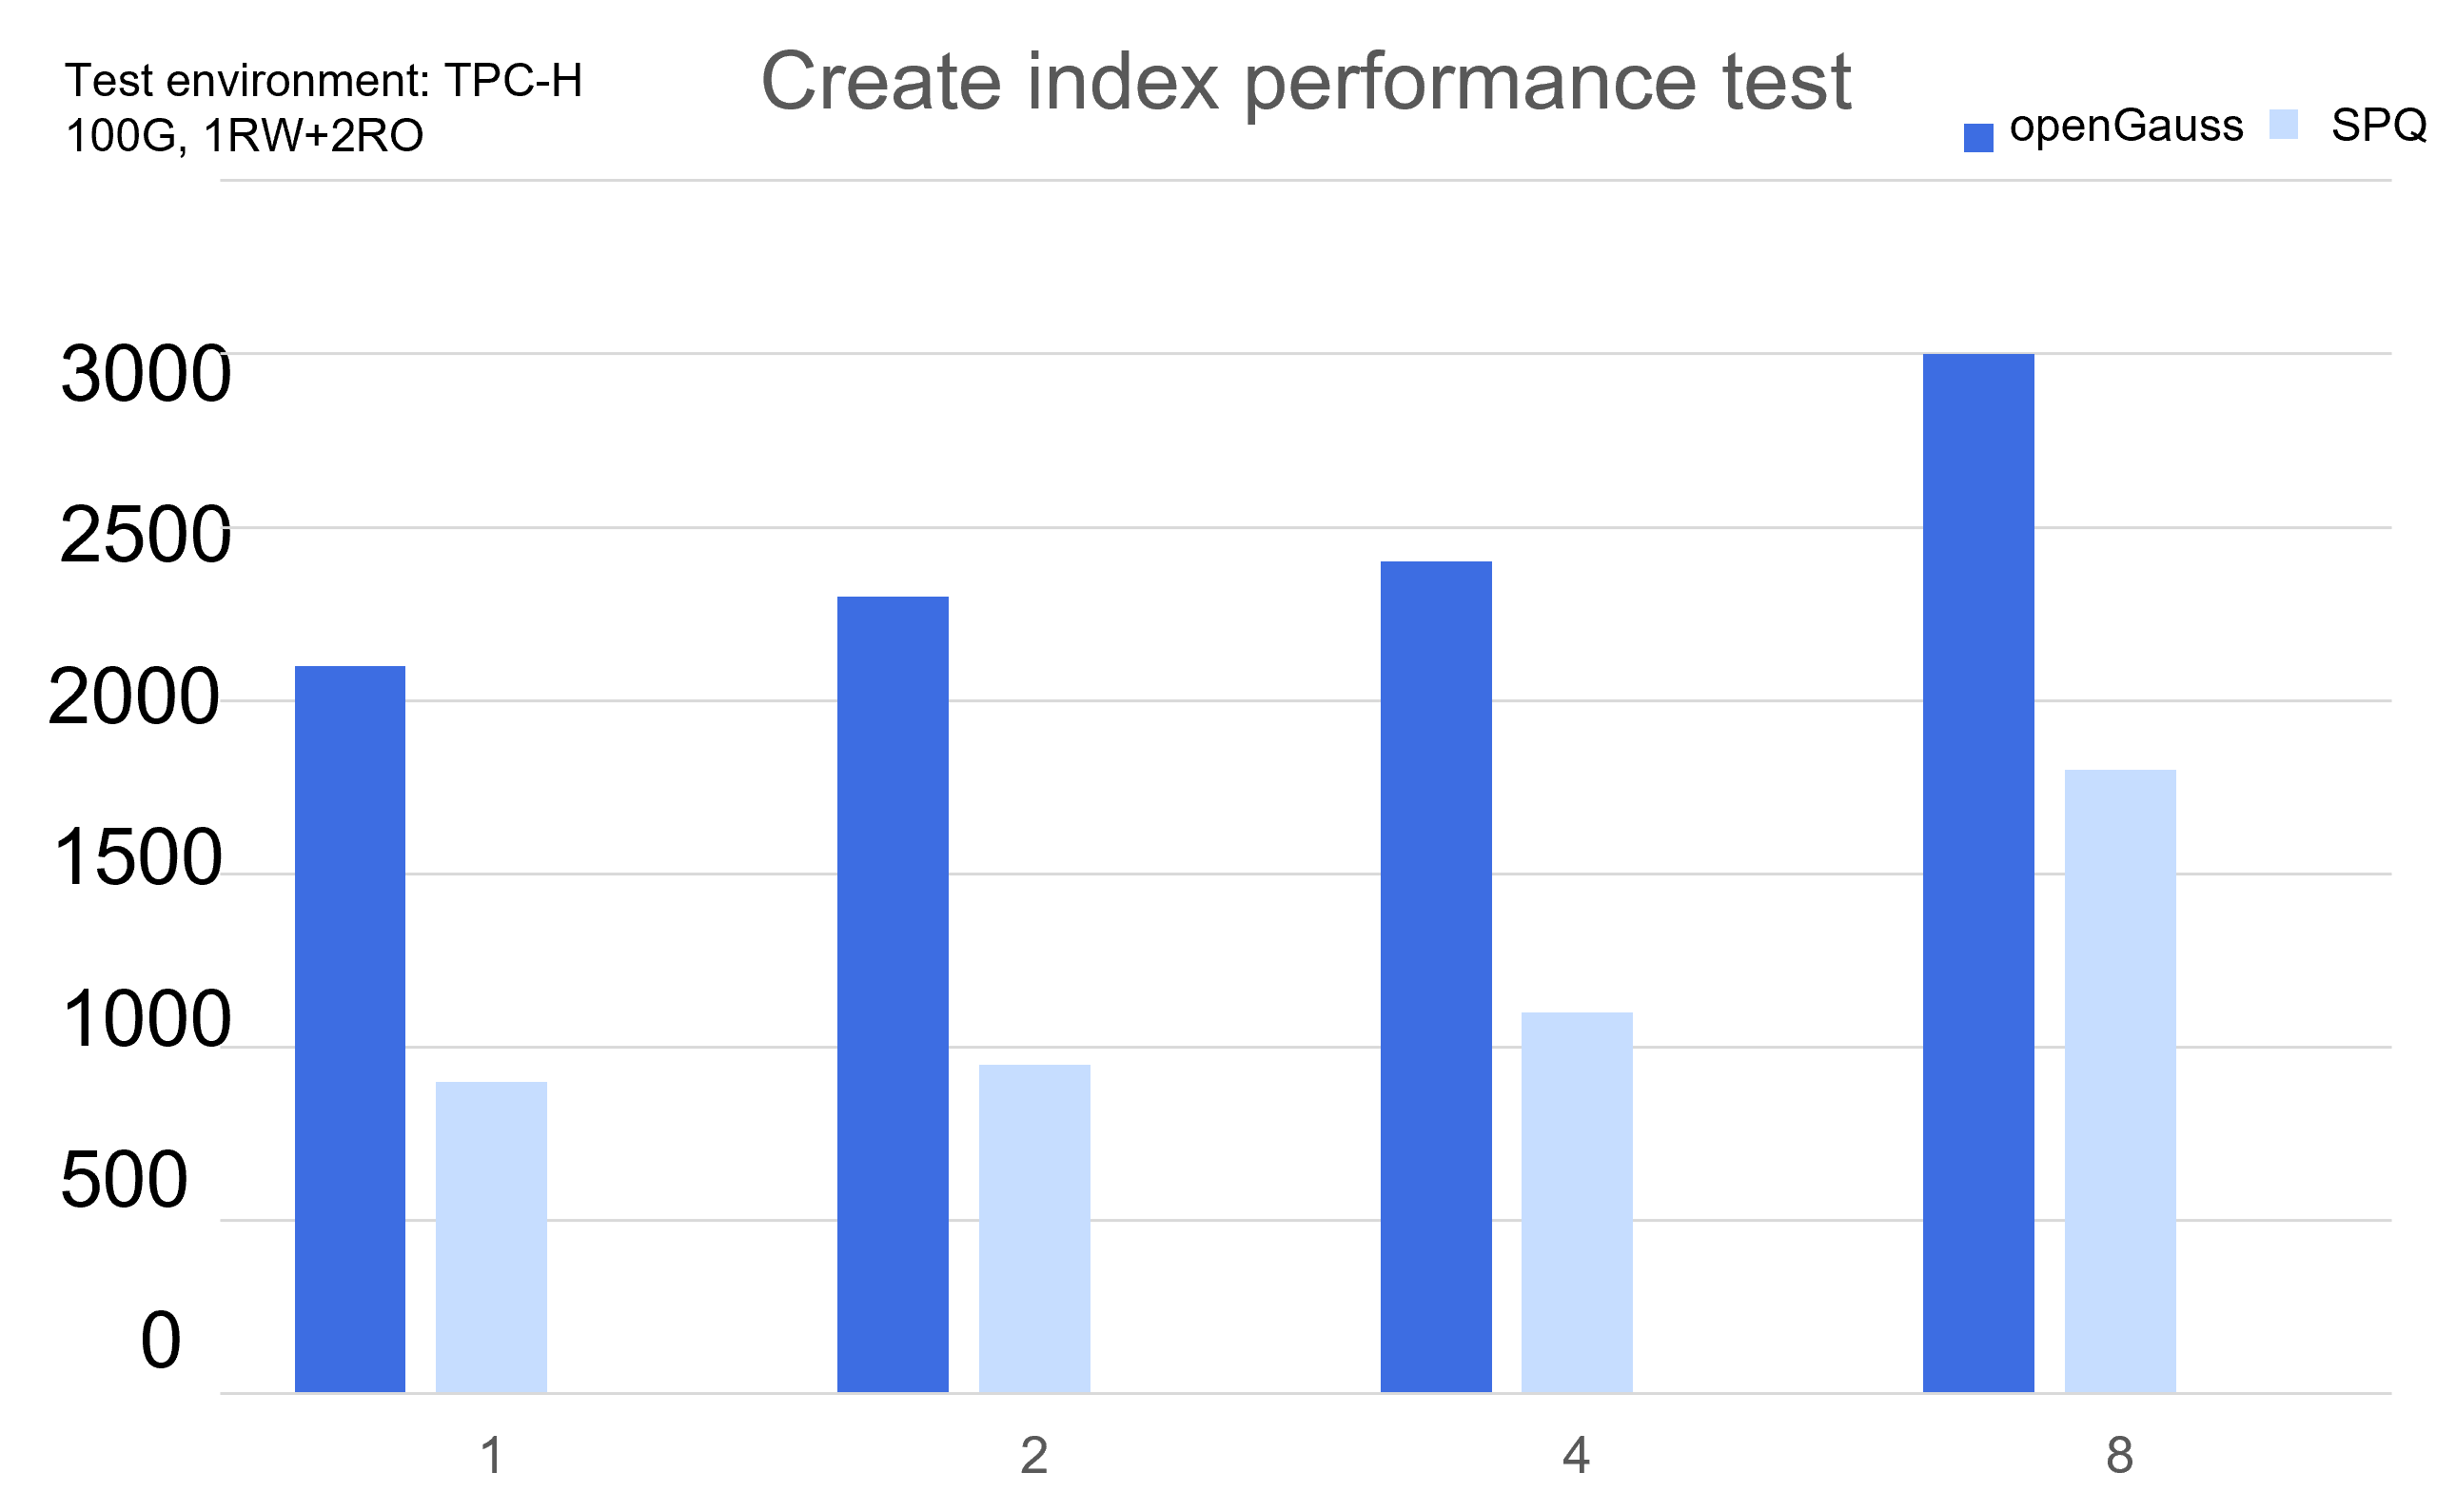 Create index performance test
Test environment: TPC-H
100G, 1RW+2RO
openGauss
SPQ
3000
2500
2000
1500
1000
500
0
1
2
4
8